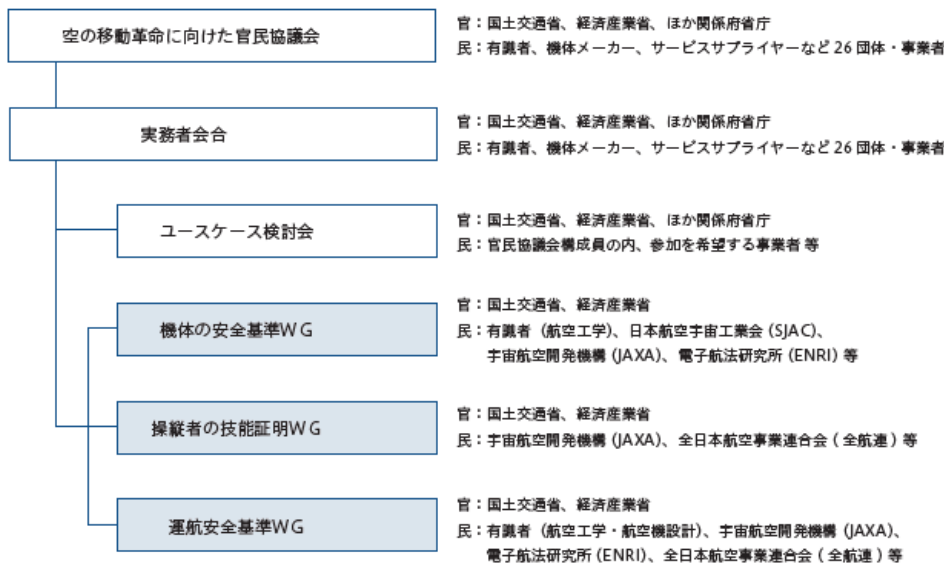 空の移動革命に向けた官民協議会
官：国土交通省、経済産業省、ほか関係府省庁
民：有識者、機体メーカー、サービスサプライヤーなど 26 団体・事業者
実務者会合
官：国土交通省、経済産業省、ほか関係府省庁
民：有識者、機体メーカー、サービスサプライヤーなど 26 団体・事業者
ユースケース検討会
官：国土交通省、経済産業省、ほか関係府省庁
民：官民協議会構成員の内、参加を希望する事業者 等
機体の安全基準ＷＧ
官：国土交通省、経済産業省
民：有識者（航空工学）、日本航空宇宙工業会 (SJAC)、
宇宙航空開発機構 (JAXA)、電子航法研究所 (ENRI) 等
操縦者の技能証明ＷＧ
官：国土交通省、経済産業省
民：宇宙航空開発機構 (JAXA)、全日本航空事業連合会 ( 全航連 ) 等
運航安全基準ＷＧ
官：国土交通省、経済産業省
民：有識者（航空工学・航空機設計）、宇宙航空開発機構 (JAXA)、
電子航法研究所 (ENRI)、全日本航空事業連合会 ( 全航連 ) 等